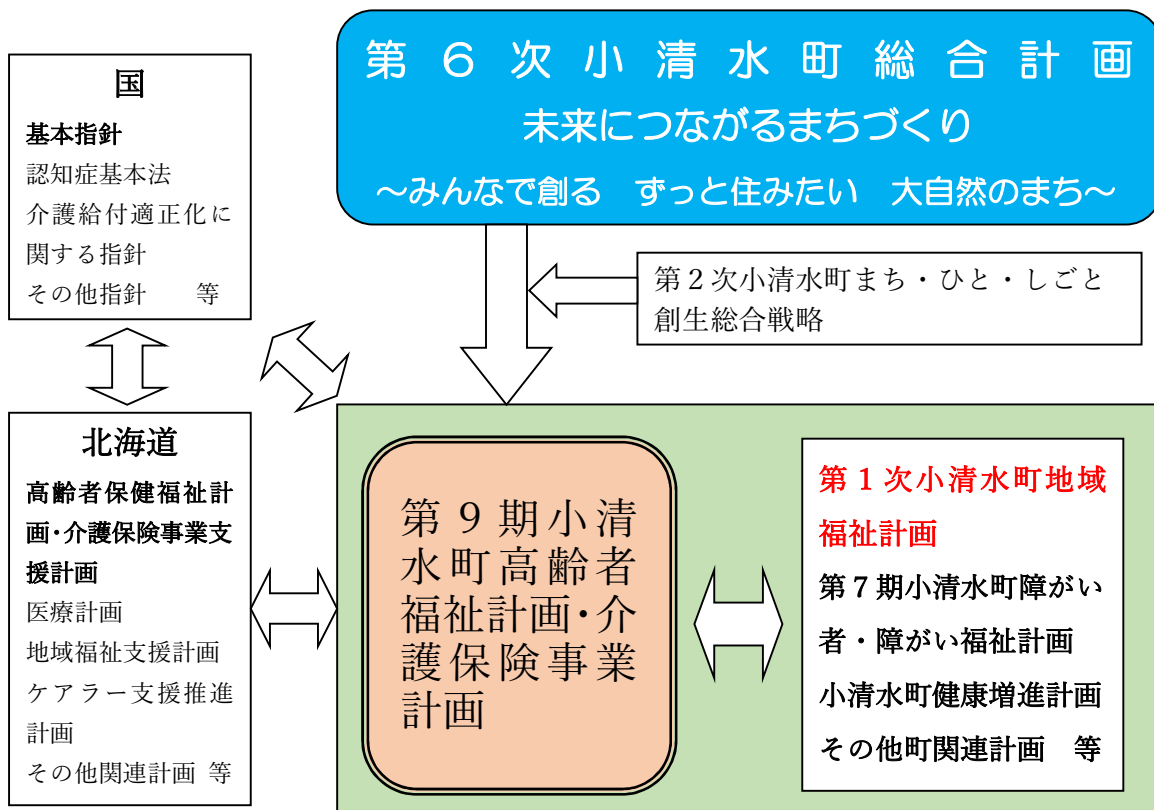 第６次小清水町総合計画
未来につながるまちづくり
～みんなで創る　ずっと住みたい　大自然のまち～
国
基本指針
認知症基本法
介護給付適正化に
関する指針
その他指針　　等
第２次小清水町まち・ひと・しごと
創生総合戦略
北海道
高齢者保健福祉計
画・介護保険事業支
援計画
医療計画
地域福祉支援計画
ケアラー支援推進
計画
その他関連計画 等
第９期小清
水町高齢者
福祉計画・介
護保険事業
計画
第１次小清水町地域
福祉計画
第７期小清水町障がい
者・障がい福祉計画
小清水町健康増進計画
その他町関連計画　等